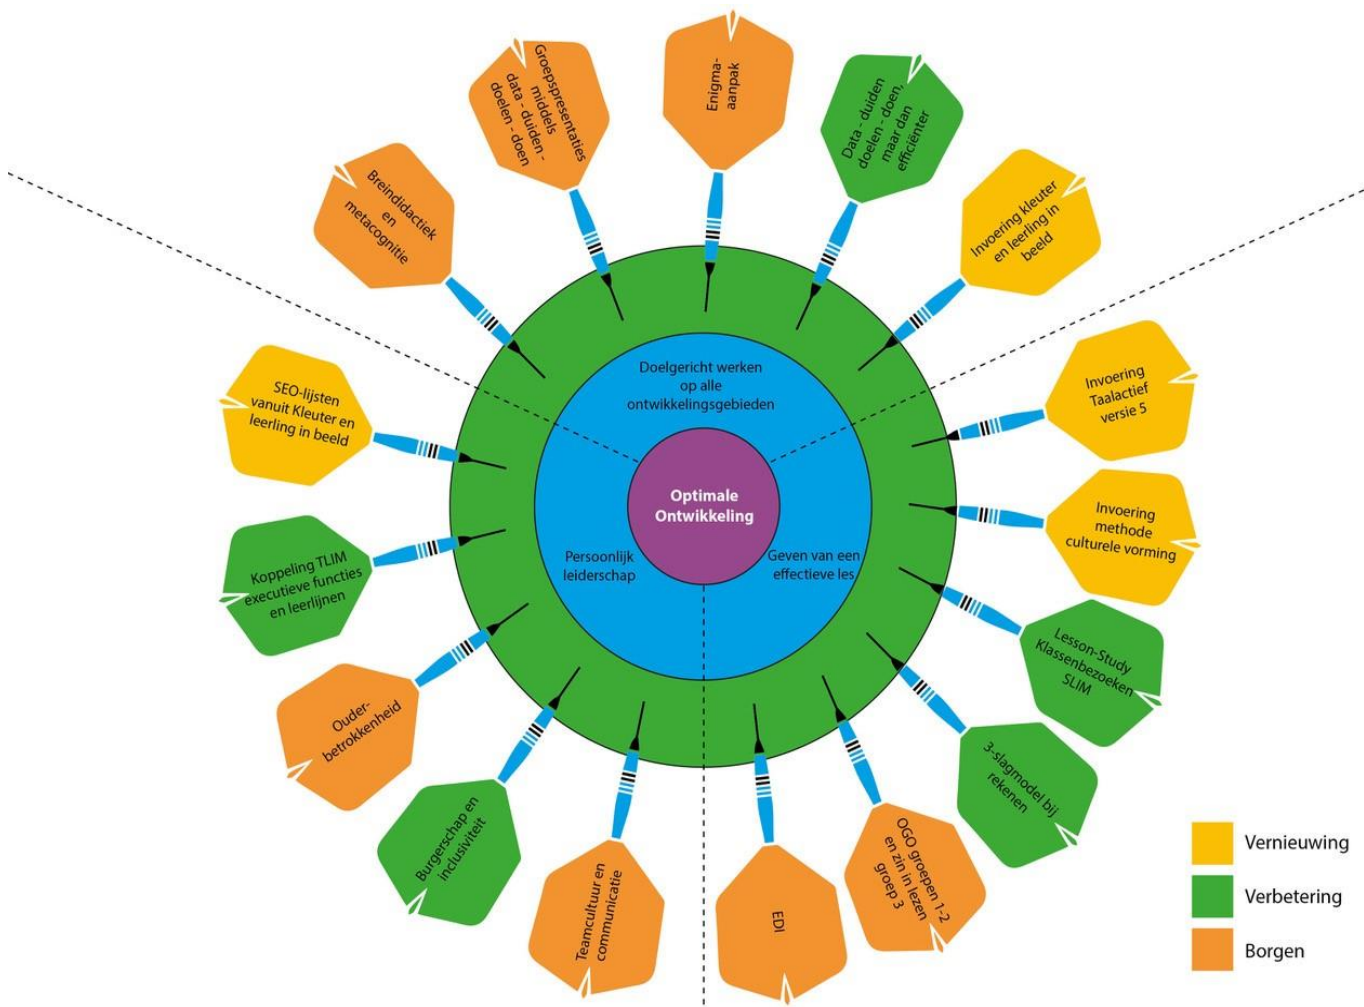 Optimale
Ontwikkeling
Doelgericht werken
op alle
ontwikkelingsgebieden
Geven van een
effectieve les
Persoonlijk
leiderschap
Breindidactiek
en
metacognitie
Groepspresentaties
middels
data - duiden -
doelen - doen
Enigma-
aanpak
Data - duiden
doelen - doen,
maar dan
efficiënter
Invoering kleuter
en leerling in
beeld
Invoering
Taalactief
versie 5
Invoering
methode
culturele vorming
Lesson-Study
Klassenbezoeken
SLIM
3-slagmodel bij
rekenen
OGO groepen 1-2
en zin in lezen
groep 3
EDI
Teamcultuur en
communicatie
Burgerschap en
inclusiviteit
Ouder-
betrokkenheid
Koppeling TLIM
executieve functies
en leerlijnen
SEO-lijsten
vanuit Kleuter en
leerling in beeld
Vernieuwing
Verbetering
Borgen